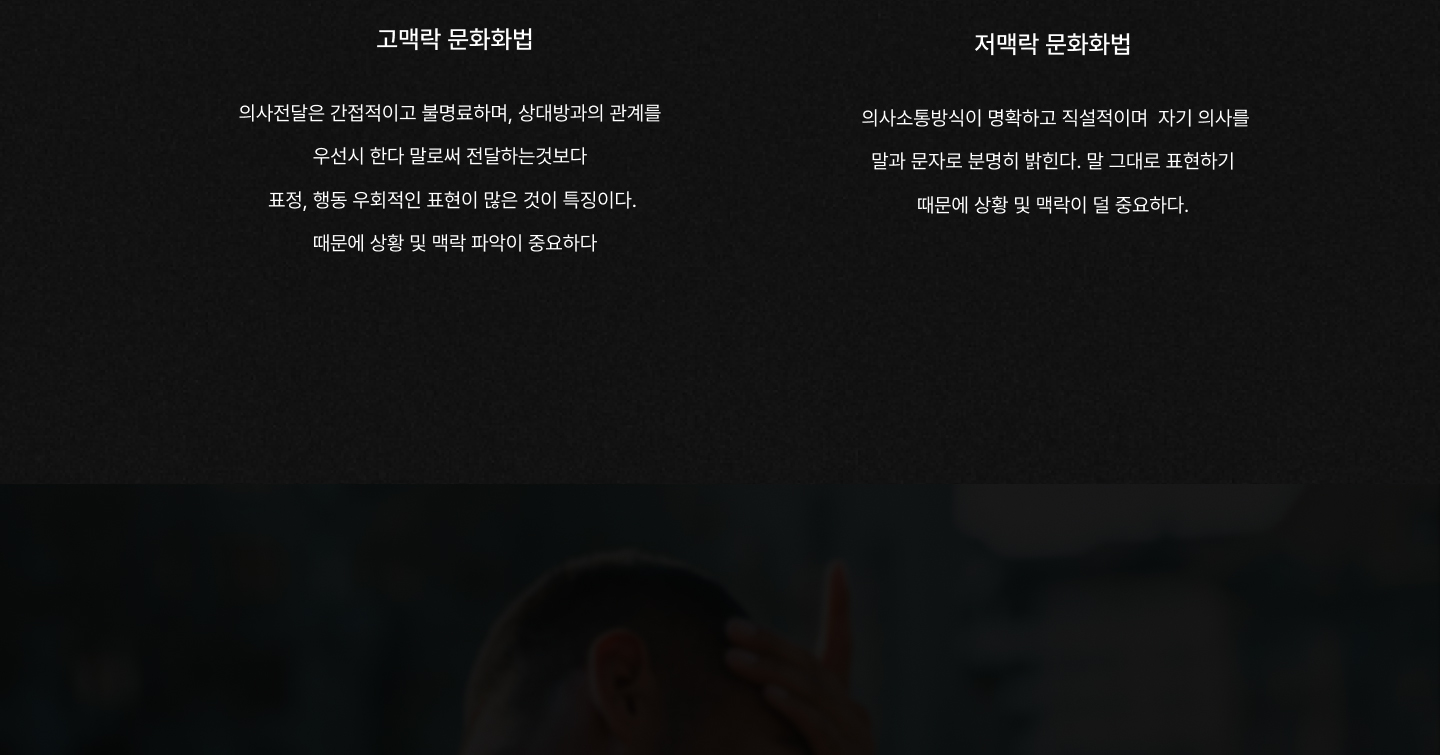 고맥락 문화화법
의사전달은 간접적이고 불명료하며, 상대방과의 관계를
우선시 한다 말로써 전달하는것보다
표정, 행동 우회적인 표현이 많은 것이 특징이다.
때문에 상황 및 맥락 파악이 중요하다
저맥락 문화화법
의사소통방식이 명확하고 직설적이며  자기 의사를
말과 문자로 분명히 밝힌다. 말 그대로 표현하기
때문에 상황 및 맥락이 덜 중요하다.